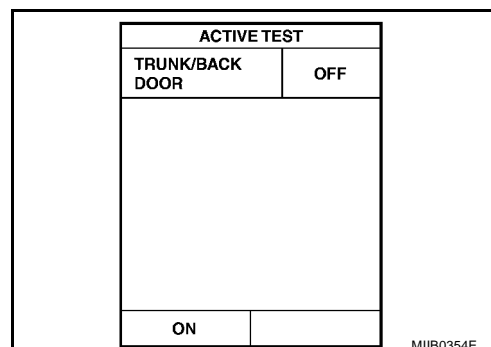 ACTIVE TEST
TRUNK/BACK
DOOR
OFF
ON
MIIB0354E